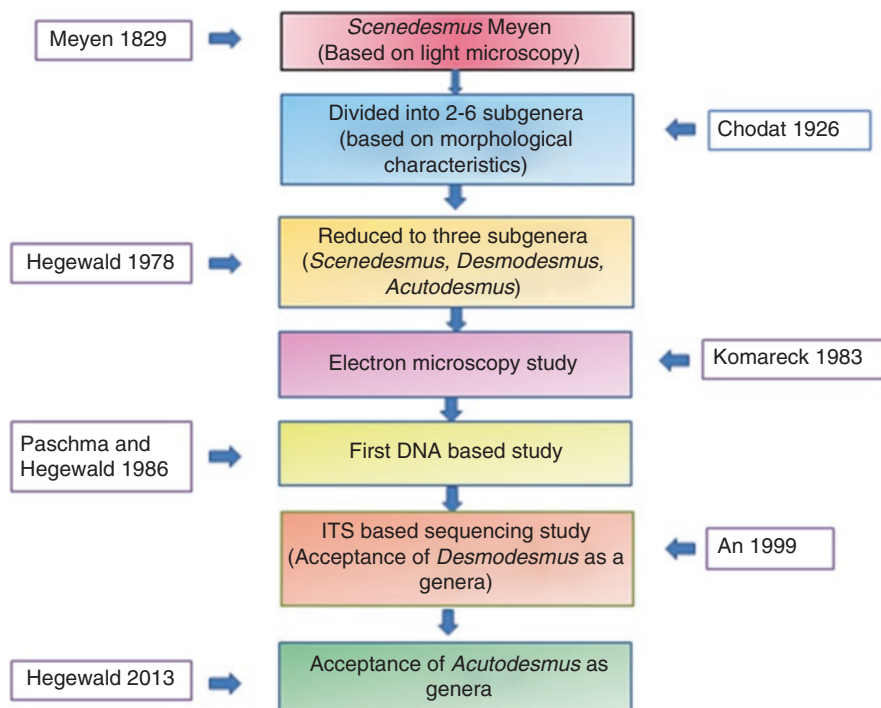 Meyen 1829
Scenedesmus Meyen
(Based on light microscopy)
Divided into 2-6 subgenera
(based on morphological
characteristics)
Chodat 1926
Hegewald 1978
Reduced to three subgenera
(Scenedesmus, Desmodesmus,
Acutodesmus)
Electron microscopy study
Komareck 1983
Paschma and
Hegewald 1986
First DNA based study
ITS based sequencing study
(Acceptance of Desmodesmus as a
genera)
An 1999
Hegewald 2013
Acceptance of Acutodesmus as
genera